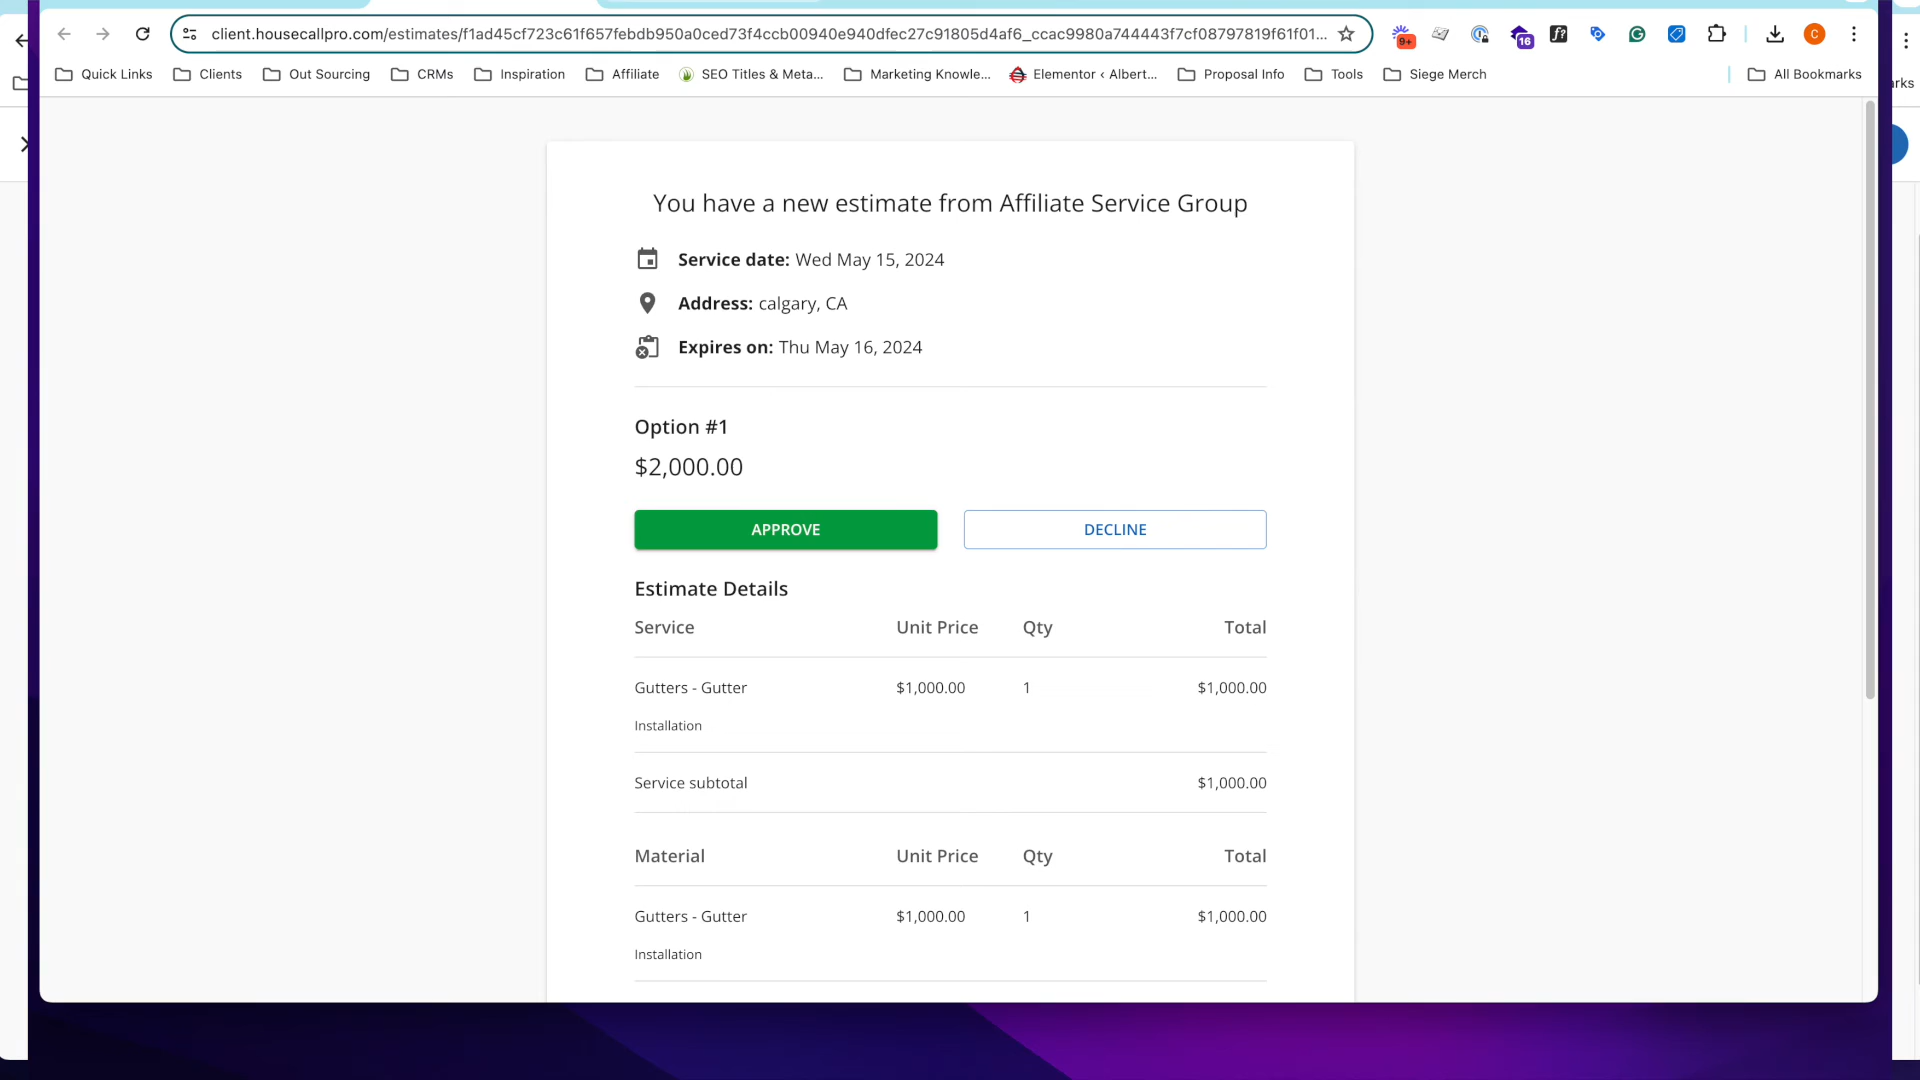 client.housecallpro.com/estimates/f1ad45cf723c61f657febdb950a0ced73f4ccb00940e940dfec27c91805d4af6_ccac9980a744443f7cf08797819f61f01...
9+
16
f?
C
Quick Links
Clients
Out Sourcing
CRMs
Inspiration
Affiliate
SEO Titles & Meta...
Marketing Knowle...
Elementor ‹ Albert...
Proposal Info
Tools
Siege Merch
All Bookmarks
arks
You have a new estimate from Affiliate Service Group
Service date: Wed May 15, 2024
Address: calgary, CA
Expires on: Thu May 16, 2024
Option #1
$2,000.00
APPROVE
DECLINE
Estimate Details
Service Unit Price Qty Total
Gutters - Gutter $1,000.00 1 $1,000.00
Installation
Service subtotal $1,000.00
Material Unit Price Qty Total
Gutters - Gutter $1,000.00 1 $1,000.00
Installation